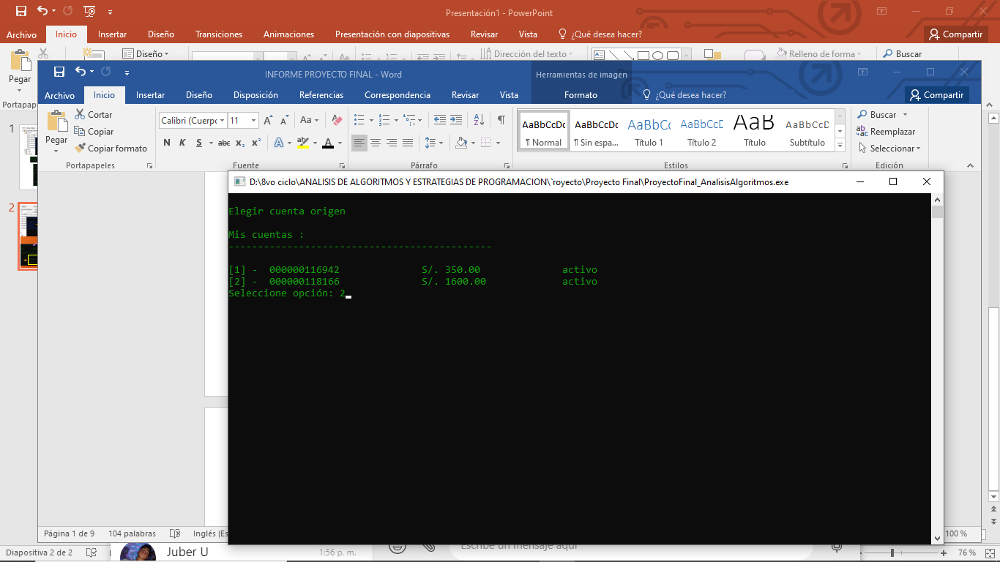 Presentación1 - PowerPoint
Archivo Inicio Insertar Diseño Transiciones Animaciones Presentación con diapositivas Revisar Vista ¿Qué desea hacer? Compartir
Pegar Diseño Dirección del texto Relleno de forma Buscar
Portapap
INFORME PROYECTO FINAL - Word Herramientas de imagen
Archivo Inicio Insertar Diseño Disposición Referencias Correspondencia Revisar Vista Formato ¿Qué desea hacer? Compartir
Pegar Cortar
Copiar
Copiar formato
Calibri (Cuerpo 11 Aa
N K S abc x₂ x²
AaBbCcDc AaBbCcDc AaBbCc AaBbCcD AaB AaBbCcD
¶ Normal ¶ Sin espa... Título 1 Título 2 Título Subtítulo
Buscar
Reemplazar
Seleccionar
Portapapeles Fuente Párrafo Estilos Edición
1
2
D:\8vo ciclo\ANALISIS DE ALGORITMOS Y ESTRATEGIAS DE PROGRAMACION\`royecto\Proyecto Final\ProyectoFinal_AnalisisAlgoritmos.exe
Elegir cuenta origen
Mis cuentas :
---------------------------------------------
[1] - 000000116942 S/. 350.00 activo
[2] - 000000118166 S/. 1600.00 activo
Seleccione opción: 2
Página 1 de 9 104 palabras Inglés (Es 100 %
Diapositiva 2 de 2 Juber U 1:56 p. m. Escribe un mensaje aquí 76 %